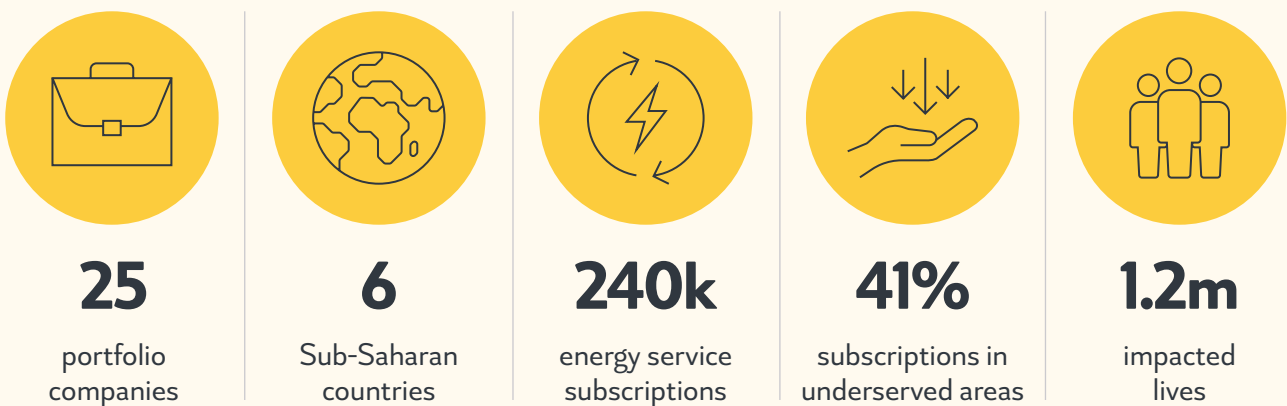 25
portfolio
companies
6
Sub-Saharan
countries
240k
energy service
subscriptions
41%
subscriptions in
underserved areas
1.2m
impacted
lives